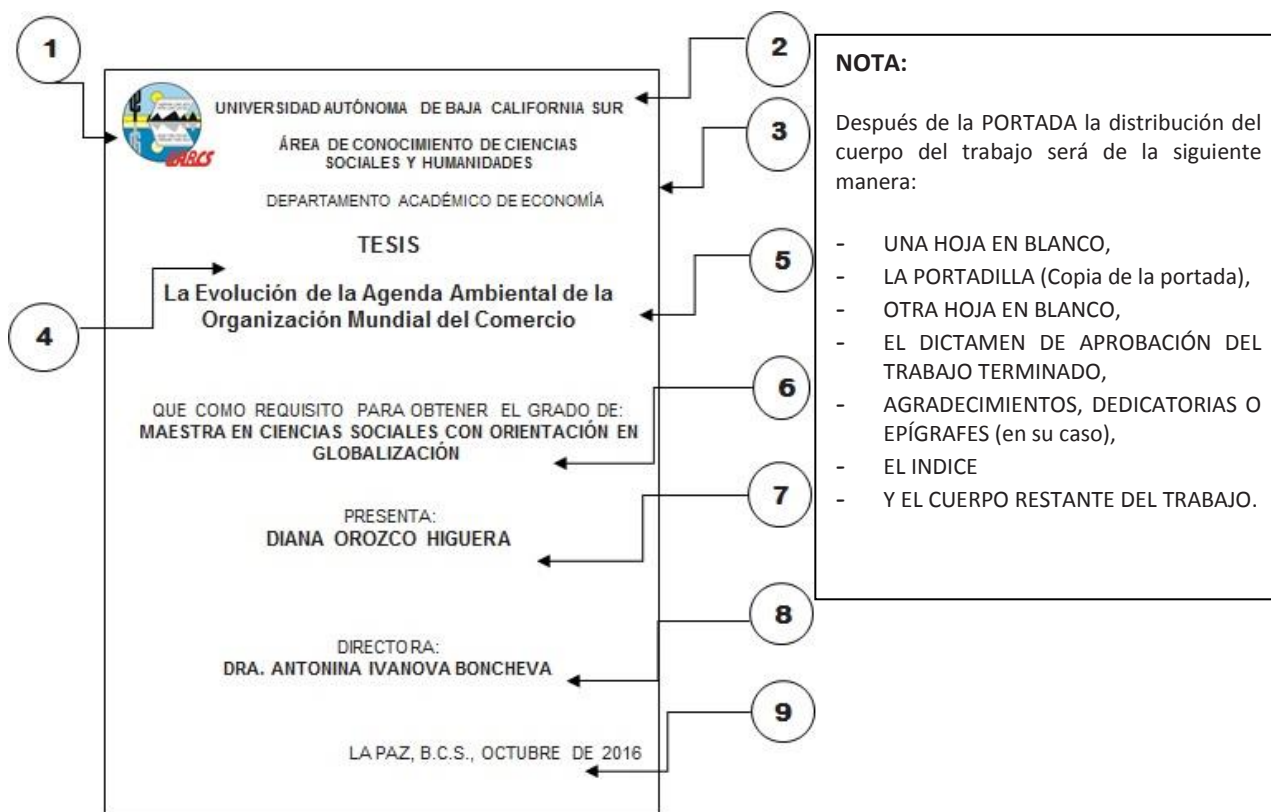 1
2
3
4
5
6
7
8
9
UABCS
UNIVERSIDAD AUTÓNOMA DE BAJA CALIFORNIA SUR
ÁREA DE CONOCIMIENTO DE CIENCIAS
SOCIALES Y HUMANIDADES
DEPARTAMENTO ACADÉMICO DE ECONOMÍA
TESIS
La Evolución de la Agenda Ambiental de la
Organización Mundial del Comercio
QUE COMO REQUISITO PARA OBTENER EL GRADO DE:
MAESTRA EN CIENCIAS SOCIALES CON ORIENTACIÓN EN
GLOBALIZACIÓN
PRESENTA:
DIANA OROZCO HIGUERA
DIRECTORA:
DRA. ANTONINA IVANOVA BONCHEVA
LA PAZ, B.C.S., OCTUBRE DE 2016
NOTA:
Después de la PORTADA la distribución del
cuerpo del trabajo será de la siguiente
manera:
- UNA HOJA EN BLANCO,
- LA PORTADILLA (Copia de la portada),
- OTRA HOJA EN BLANCO,
- EL DICTAMEN DE APROBACIÓN DEL
TRABAJO TERMINADO,
- AGRADECIMIENTOS, DEDICATORIAS O
EPÍGRAFES (en su caso),
- EL INDICE
- Y EL CUERPO RESTANTE DEL TRABAJO.